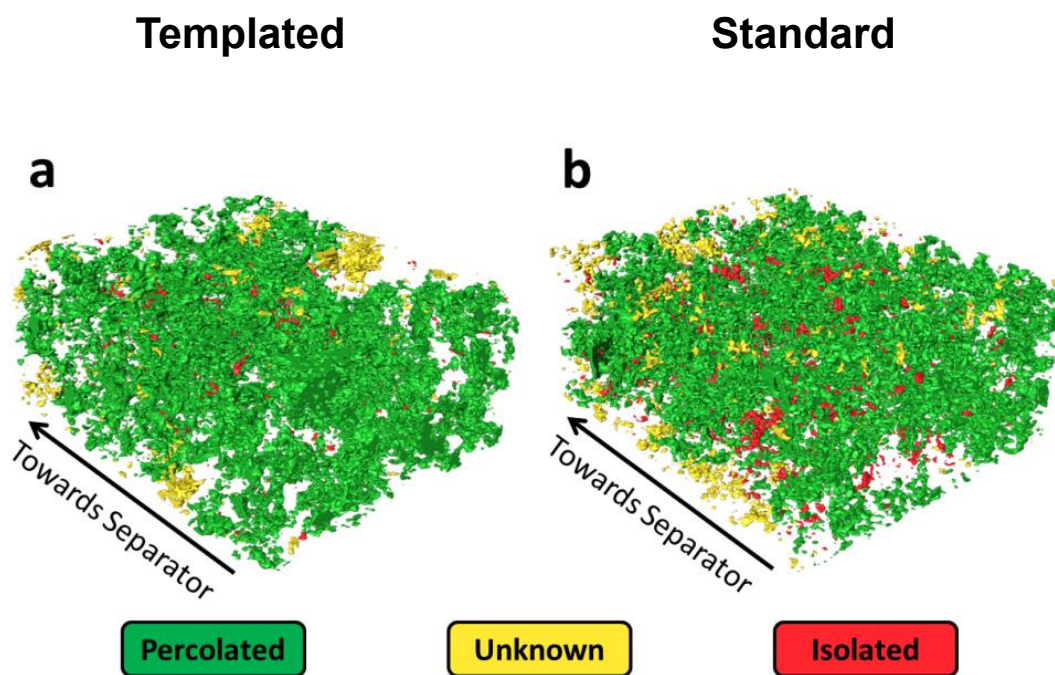 Templated
Standard
a
b
Towards Separator
Towards Separator
Percolated
Unknown
Isolated